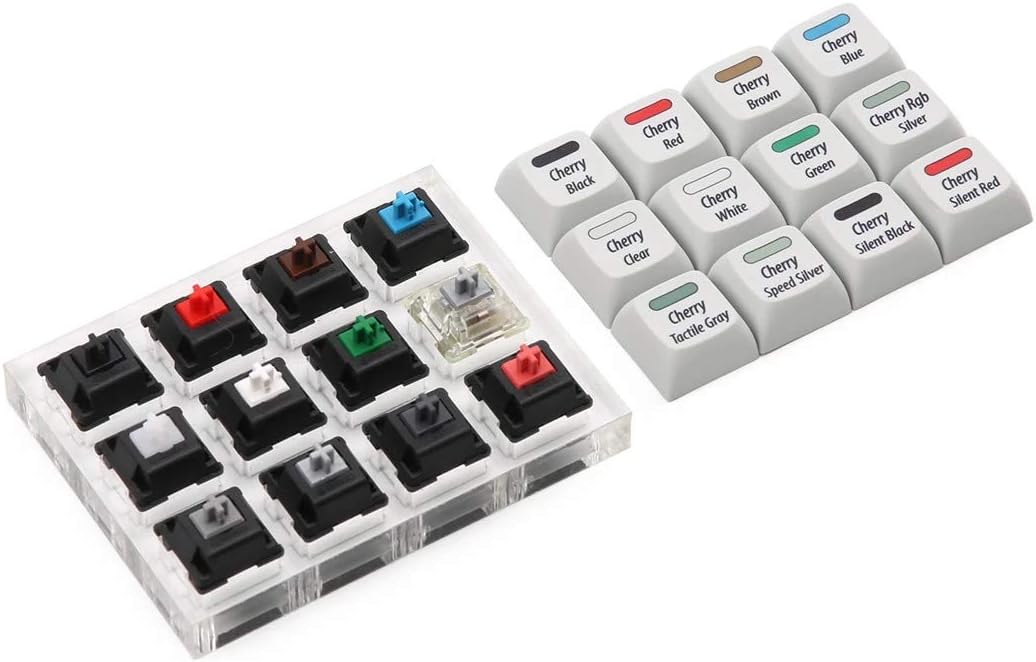 Cherry
Black
Cherry
Red
Cherry
Brown
Cherry
Blue
Cherry
Clear
Cherry
White
Cherry
Green
Cherry Rgb
Silver
Cherry
Tactile Gray
Cherry
Speed Silver
Cherry
Silent Black
Cherry
Silent Red